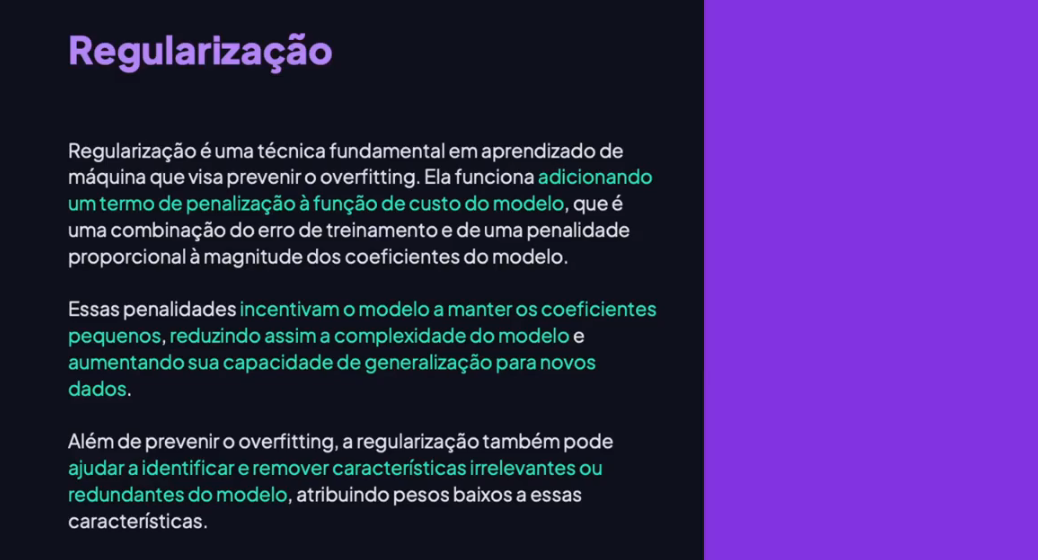 Regularização
Regularização é uma técnica fundamental em aprendizado de
máquina que visa prevenir o overfitting. Ela funciona adicionando
um termo de penalização à função de custo do modelo, que é
uma combinação do erro de treinamento e de uma penalidade
proporcional à magnitude dos coeficientes do modelo.
Essas penalidades incentivam o modelo a manter os coeficientes
pequenos, reduzindo assim a complexidade do modelo e
aumentando sua capacidade de generalização para novos
dados.
Além de prevenir o overfitting, a regularização também pode
ajudar a identificar e remover características irrelevantes ou
redundantes do modelo, atribuindo pesos baixos a essas
características.